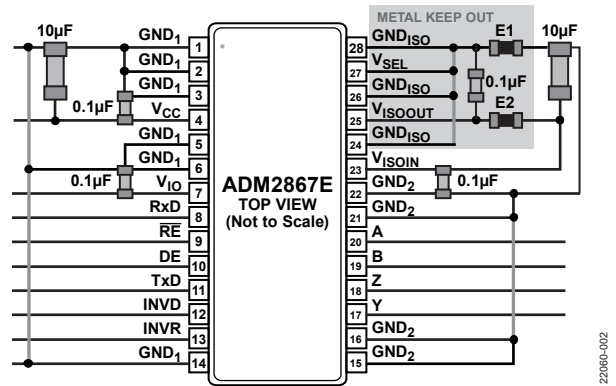 METAL KEEP OUT
10µF
GND1
1
GND1
2
GND1
3
0.1µF
VCC
4
GND1
5
GND1
6
0.1µF
VIO
7
RxD
8
RE
9
DE
10
TxD
11
INVD
12
INVR
13
GND1
14
ADM2867E
TOP VIEW
(Not to Scale)
28
GNDISO
E1
10µF
27
VSEL
26
GNDISO
0.1µF
25
VISOOUT
E2
24
GNDISO
23
VISOIN
22
GND2
0.1µF
21
GND2
20
A
19
B
18
Z
17
Y
16
GND2
15
GND2
22060-002